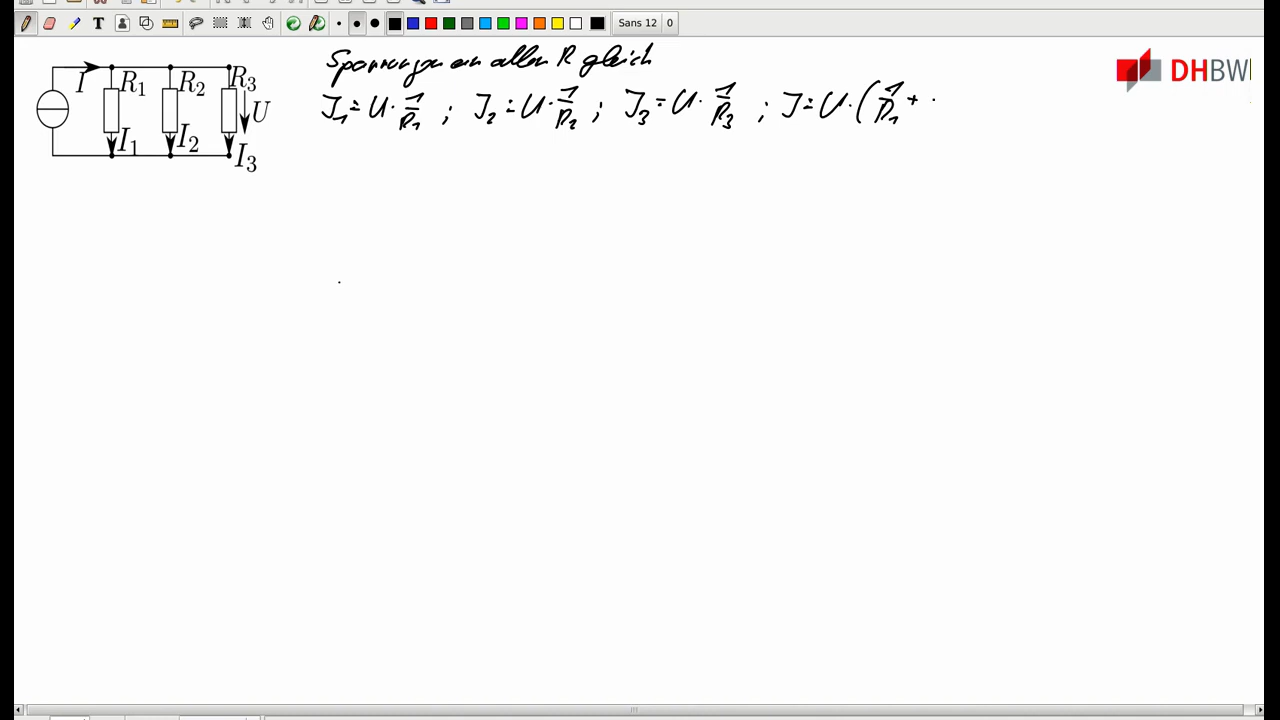 Sans 12 0
Spannungen an allen R gleich
I R₁ R₂ R₃ U I₁ I₂ I₃
I₁ = U · 1/R₁ ; I₂ = U · 1/R₂ ; I₃ = U · 1/R₃ ; I = U · (1/R₁ +
DHBW